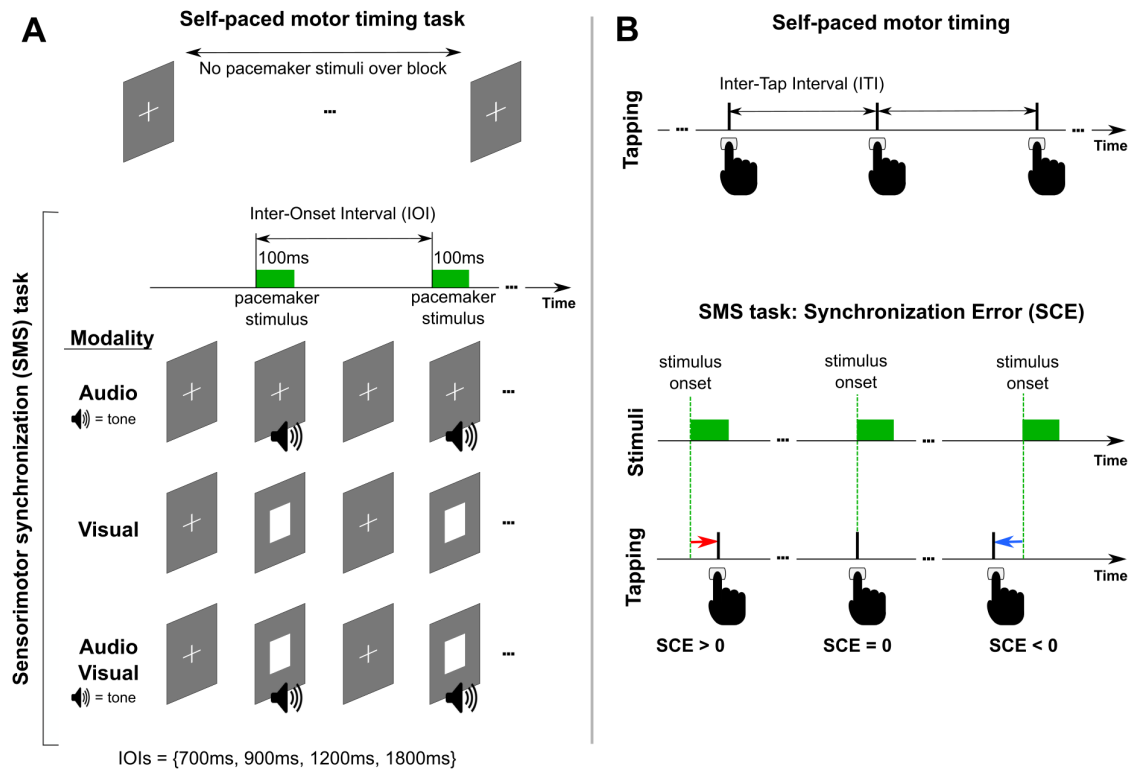 A
Self-paced motor timing task
No pacemaker stimuli over block
...
Sensorimotor synchronization (SMS) task
Inter-Onset Interval (IOI)
100ms
100ms
...
Time
pacemaker
stimulus
pacemaker
stimulus
Modality
Audio
= tone
...
Visual
...
Audio
Visual
= tone
...
IOIs = {700ms, 900ms, 1200ms, 1800ms}
B
Self-paced motor timing
Tapping
Inter-Tap Interval (ITI)
...
...
Time
SMS task: Synchronization Error (SCE)
stimulus
onset
stimulus
onset
stimulus
onset
Stimuli
...
...
Time
Tapping
...
...
Time
SCE > 0
SCE = 0
SCE < 0